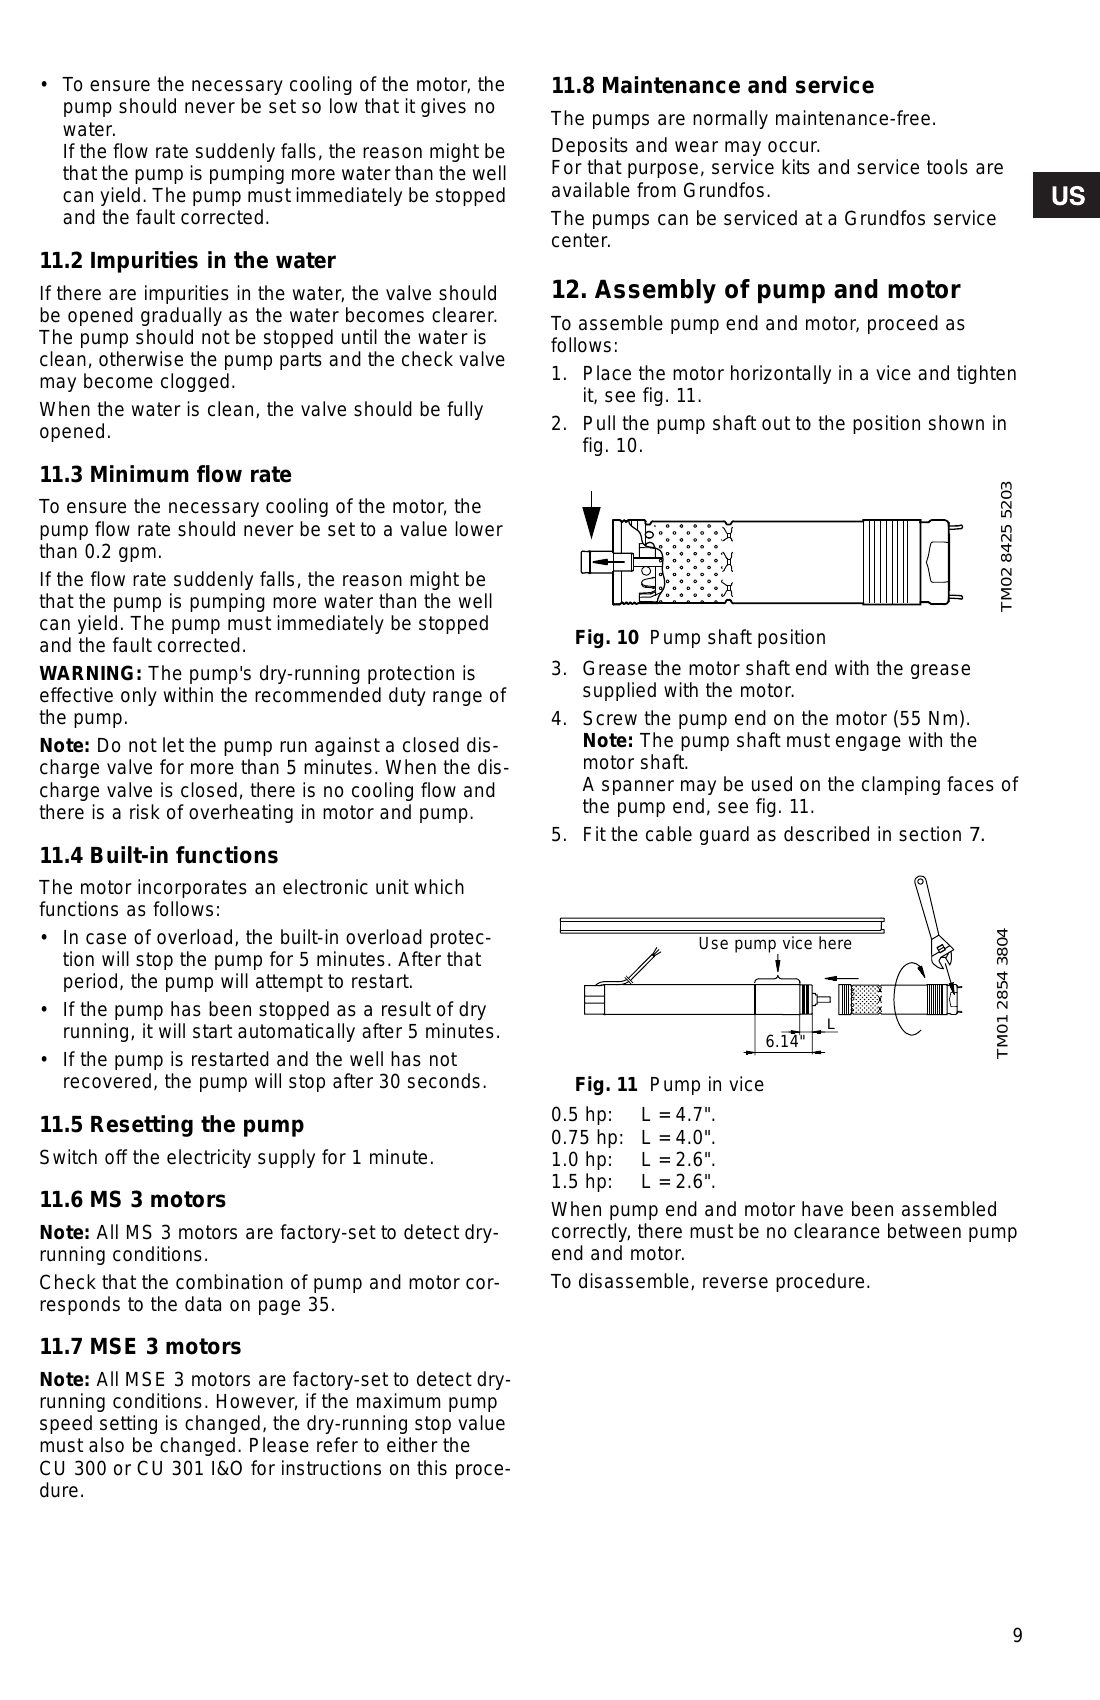 • To ensure the necessary cooling of the motor, the
pump should never be set so low that it gives no
water.
If the flow rate suddenly falls, the reason might be
that the pump is pumping more water than the well
can yield. The pump must immediately be stopped
and the fault corrected.
11.2 Impurities in the water
If there are impurities in the water, the valve should
be opened gradually as the water becomes clearer.
The pump should not be stopped until the water is
clean, otherwise the pump parts and the check valve
may become clogged.
When the water is clean, the valve should be fully
opened.
11.3 Minimum flow rate
To ensure the necessary cooling of the motor, the
pump flow rate should never be set to a value lower
than 0.2 gpm.
If the flow rate suddenly falls, the reason might be
that the pump is pumping more water than the well
can yield. The pump must immediately be stopped
and the fault corrected.
WARNING: The pump's dry-running protection is
effective only within the recommended duty range of
the pump.
Note: Do not let the pump run against a closed dis-
charge valve for more than 5 minutes. When the dis-
charge valve is closed, there is no cooling flow and
there is a risk of overheating in motor and pump.
11.4 Built-in functions
The motor incorporates an electronic unit which
functions as follows:
• In case of overload, the built-in overload protec-
tion will stop the pump for 5 minutes. After that
period, the pump will attempt to restart.
• If the pump has been stopped as a result of dry
running, it will start automatically after 5 minutes.
• If the pump is restarted and the well has not
recovered, the pump will stop after 30 seconds.
11.5 Resetting the pump
Switch off the electricity supply for 1 minute.
11.6 MS 3 motors
Note: All MS 3 motors are factory-set to detect dry-
running conditions.
Check that the combination of pump and motor cor-
responds to the data on page 35.
11.7 MSE 3 motors
Note: All MSE 3 motors are factory-set to detect dry-
running conditions. However, if the maximum pump
speed setting is changed, the dry-running stop value
must also be changed. Please refer to either the
CU 300 or CU 301 I&O for instructions on this proce-
dure.
11.8 Maintenance and service
The pumps are normally maintenance-free.
Deposits and wear may occur.
For that purpose, service kits and service tools are
available from Grundfos.
The pumps can be serviced at a Grundfos service
center.
US
12. Assembly of pump and motor
To assemble pump end and motor, proceed as
follows:
1. Place the motor horizontally in a vice and tighten
it, see fig. 11.
2. Pull the pump shaft out to the position shown in
fig. 10.
TM02 8425 5203
Fig. 10 Pump shaft position
3. Grease the motor shaft end with the grease
supplied with the motor.
4. Screw the pump end on the motor (55 Nm).
Note: The pump shaft must engage with the
motor shaft.
A spanner may be used on the clamping faces of
the pump end, see fig. 11.
5. Fit the cable guard as described in section 7.
Use pump vice here
L
6.14"
TM01 2854 3804
Fig. 11 Pump in vice
0.5 hp: L = 4.7".
0.75 hp: L = 4.0".
1.0 hp: L = 2.6".
1.5 hp: L = 2.6".
When pump end and motor have been assembled
correctly, there must be no clearance between pump
end and motor.
To disassemble, reverse procedure.
9